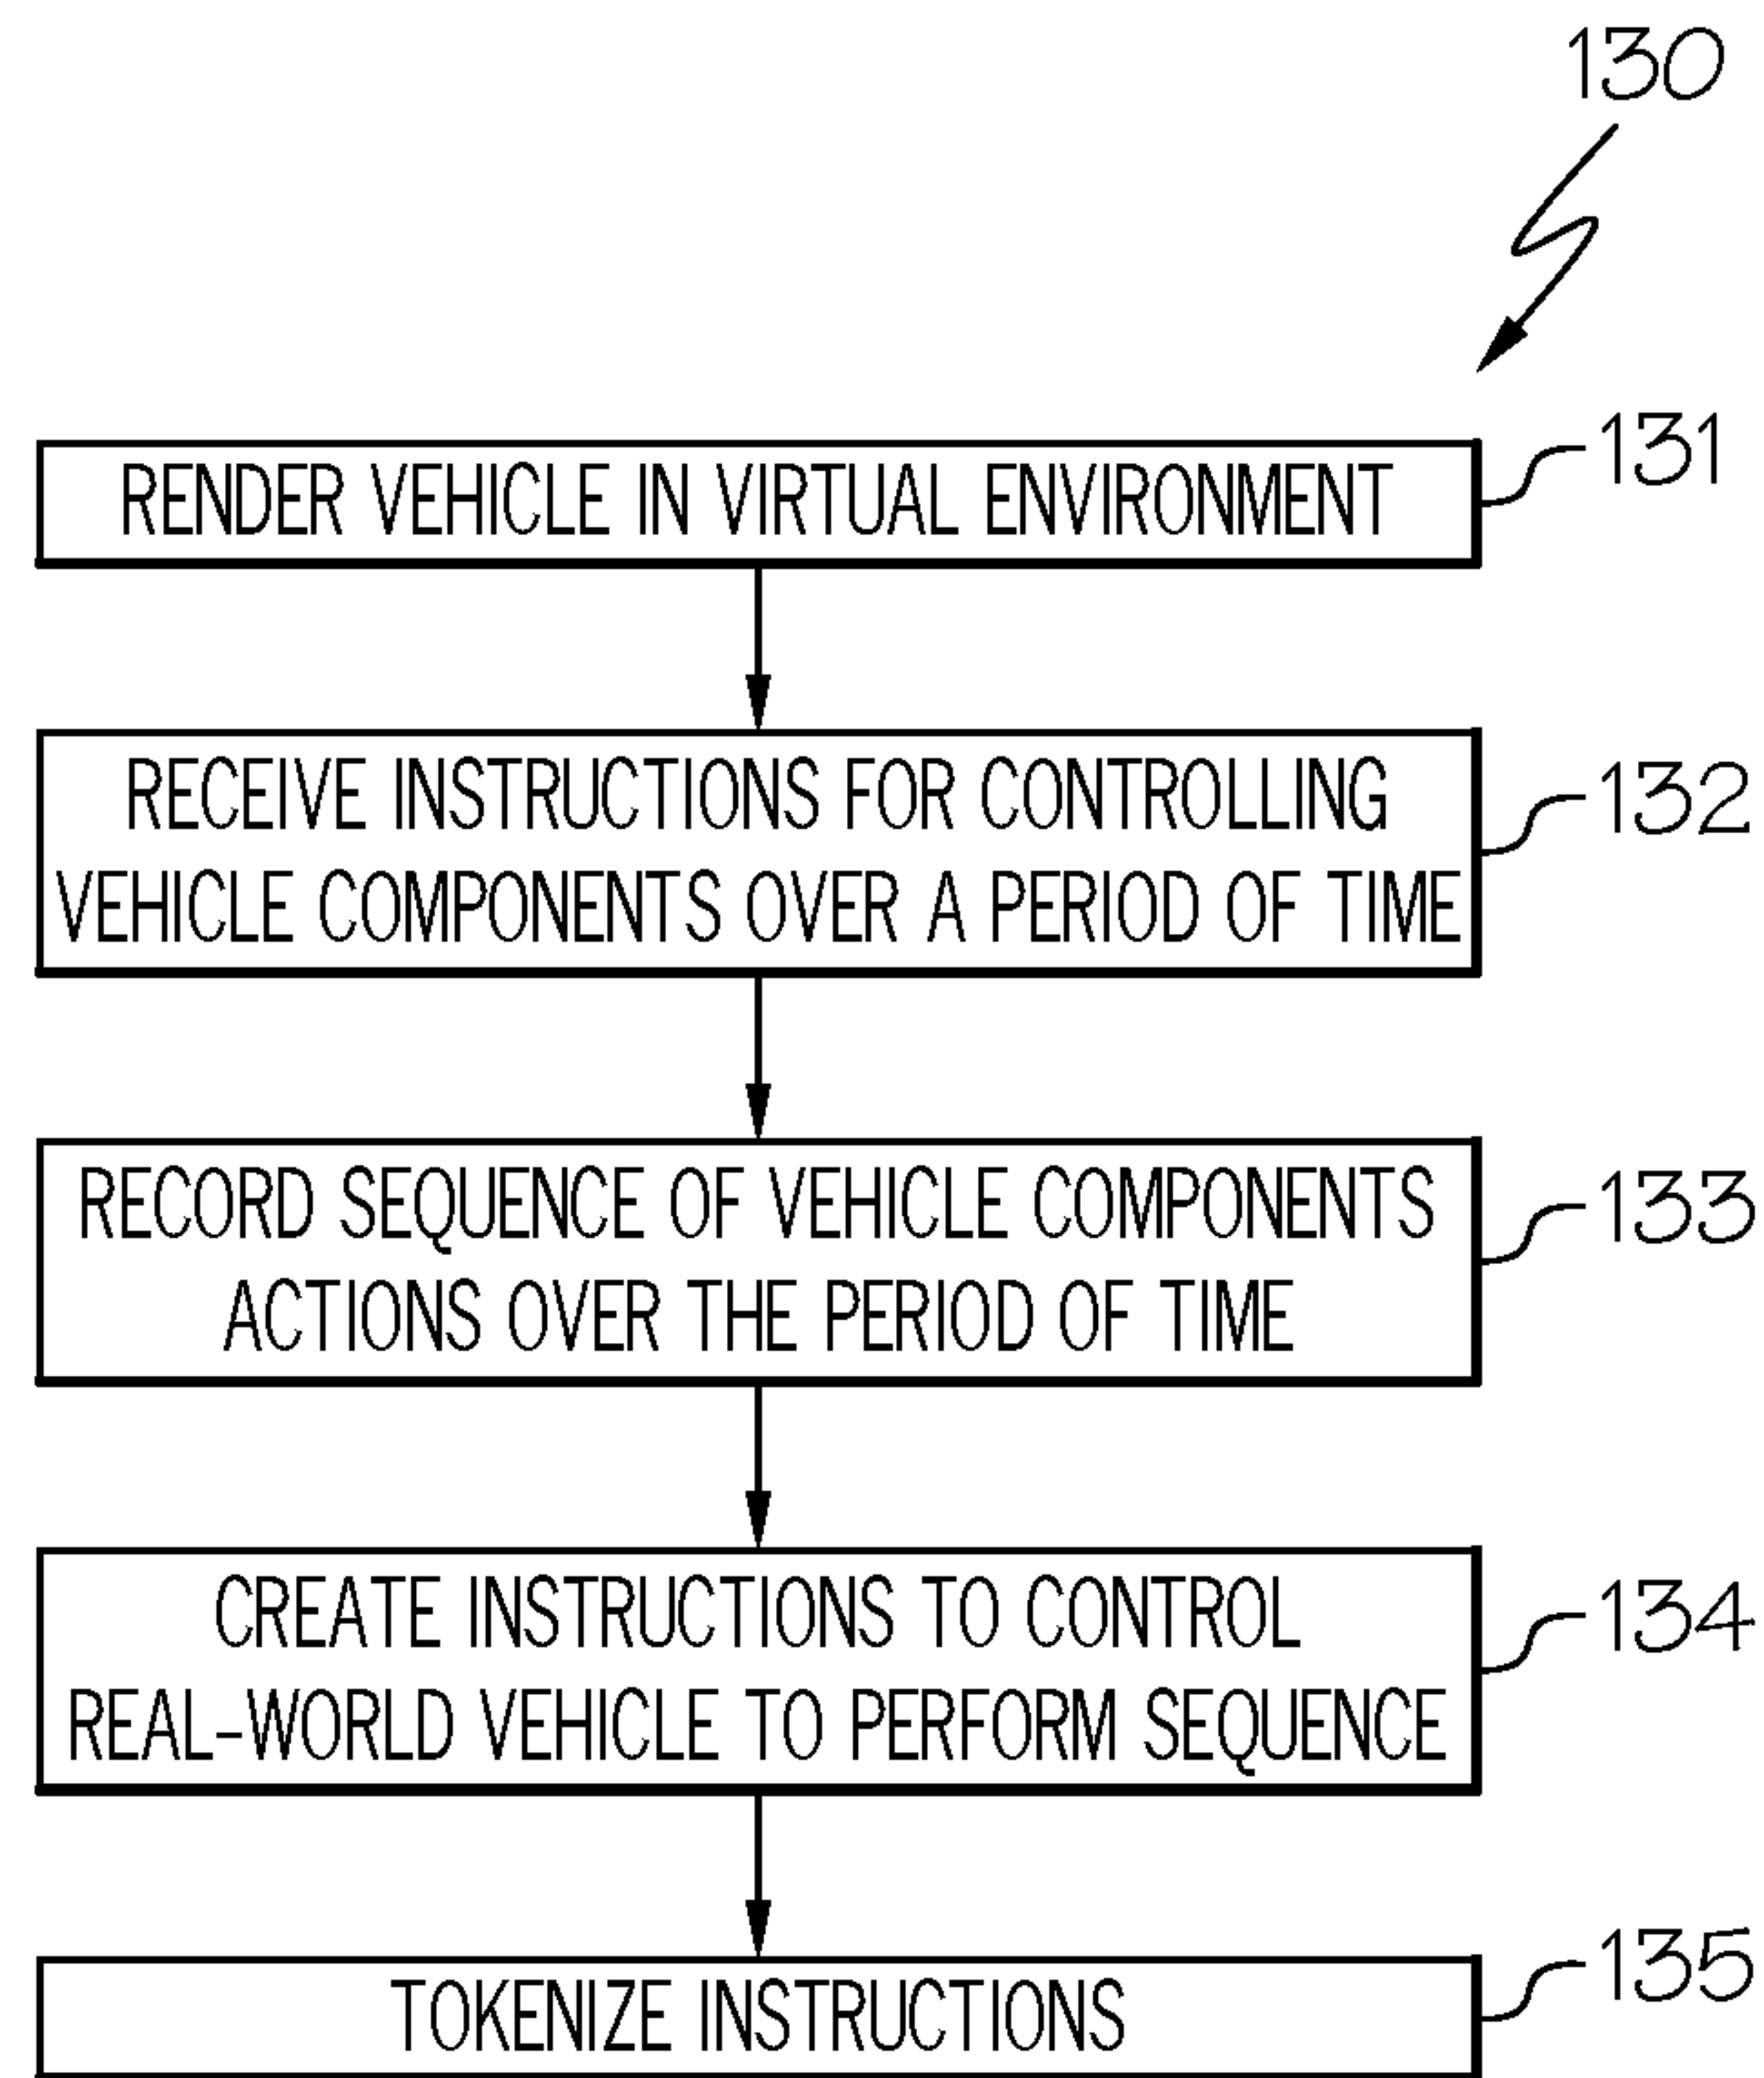 130
RENDER VEHICLE IN VIRTUAL ENVIRONMENT
131
RECEIVE INSTRUCTIONS FOR CONTROLLING
VEHICLE COMPONENTS OVER A PERIOD OF TIME
132
RECORD SEQUENCE OF VEHICLE COMPONENTS
ACTIONS OVER THE PERIOD OF TIME
133
CREATE INSTRUCTIONS TO CONTROL
REAL-WORLD VEHICLE TO PERFORM SEQUENCE
134
TOKENIZE INSTRUCTIONS
135